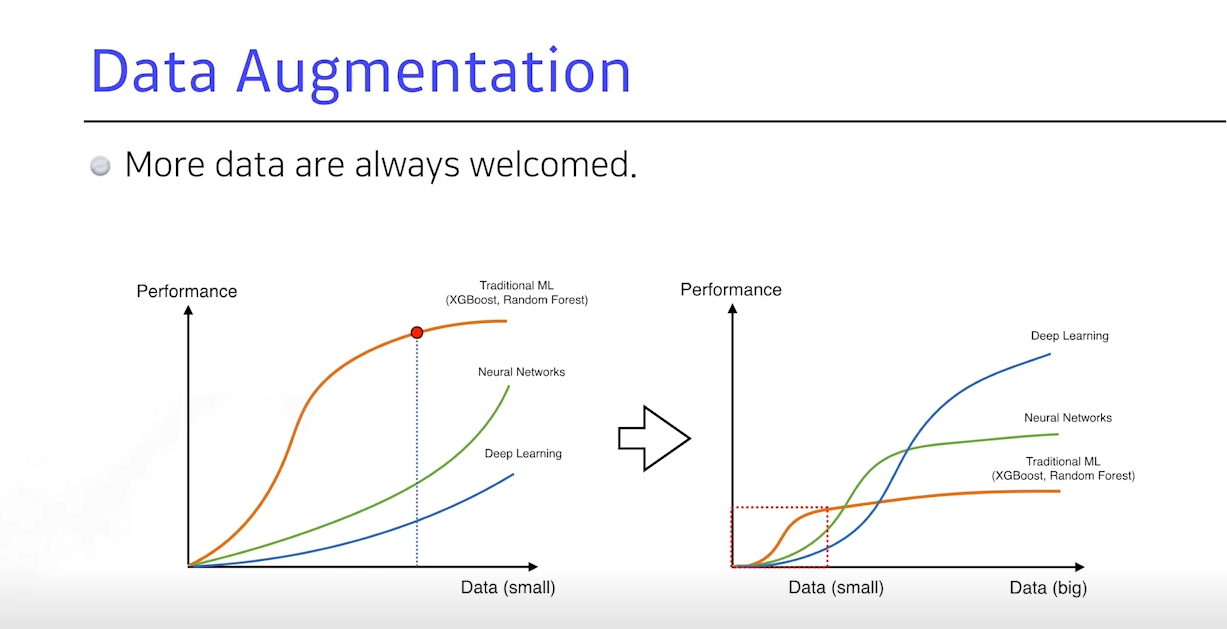 Data Augmentation
More data are always welcomed.
Performance
Traditional ML
(XGBoost, Random Forest)
Neural Networks
Deep Learning
Data (small)
Performance
Deep Learning
Neural Networks
Traditional ML
(XGBoost, Random Forest)
Data (small)
Data (big)